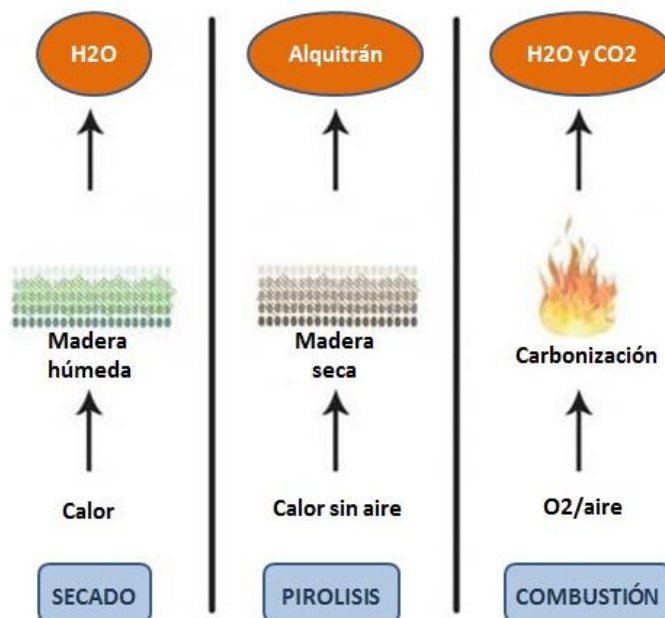 H2O
Madera
húmeda
Calor
SECADO
Alquitrán
Madera
seca
Calor sin aire
PIROLISIS
H2O y CO2
Carbonización
O2/aire
COMBUSTIÓN